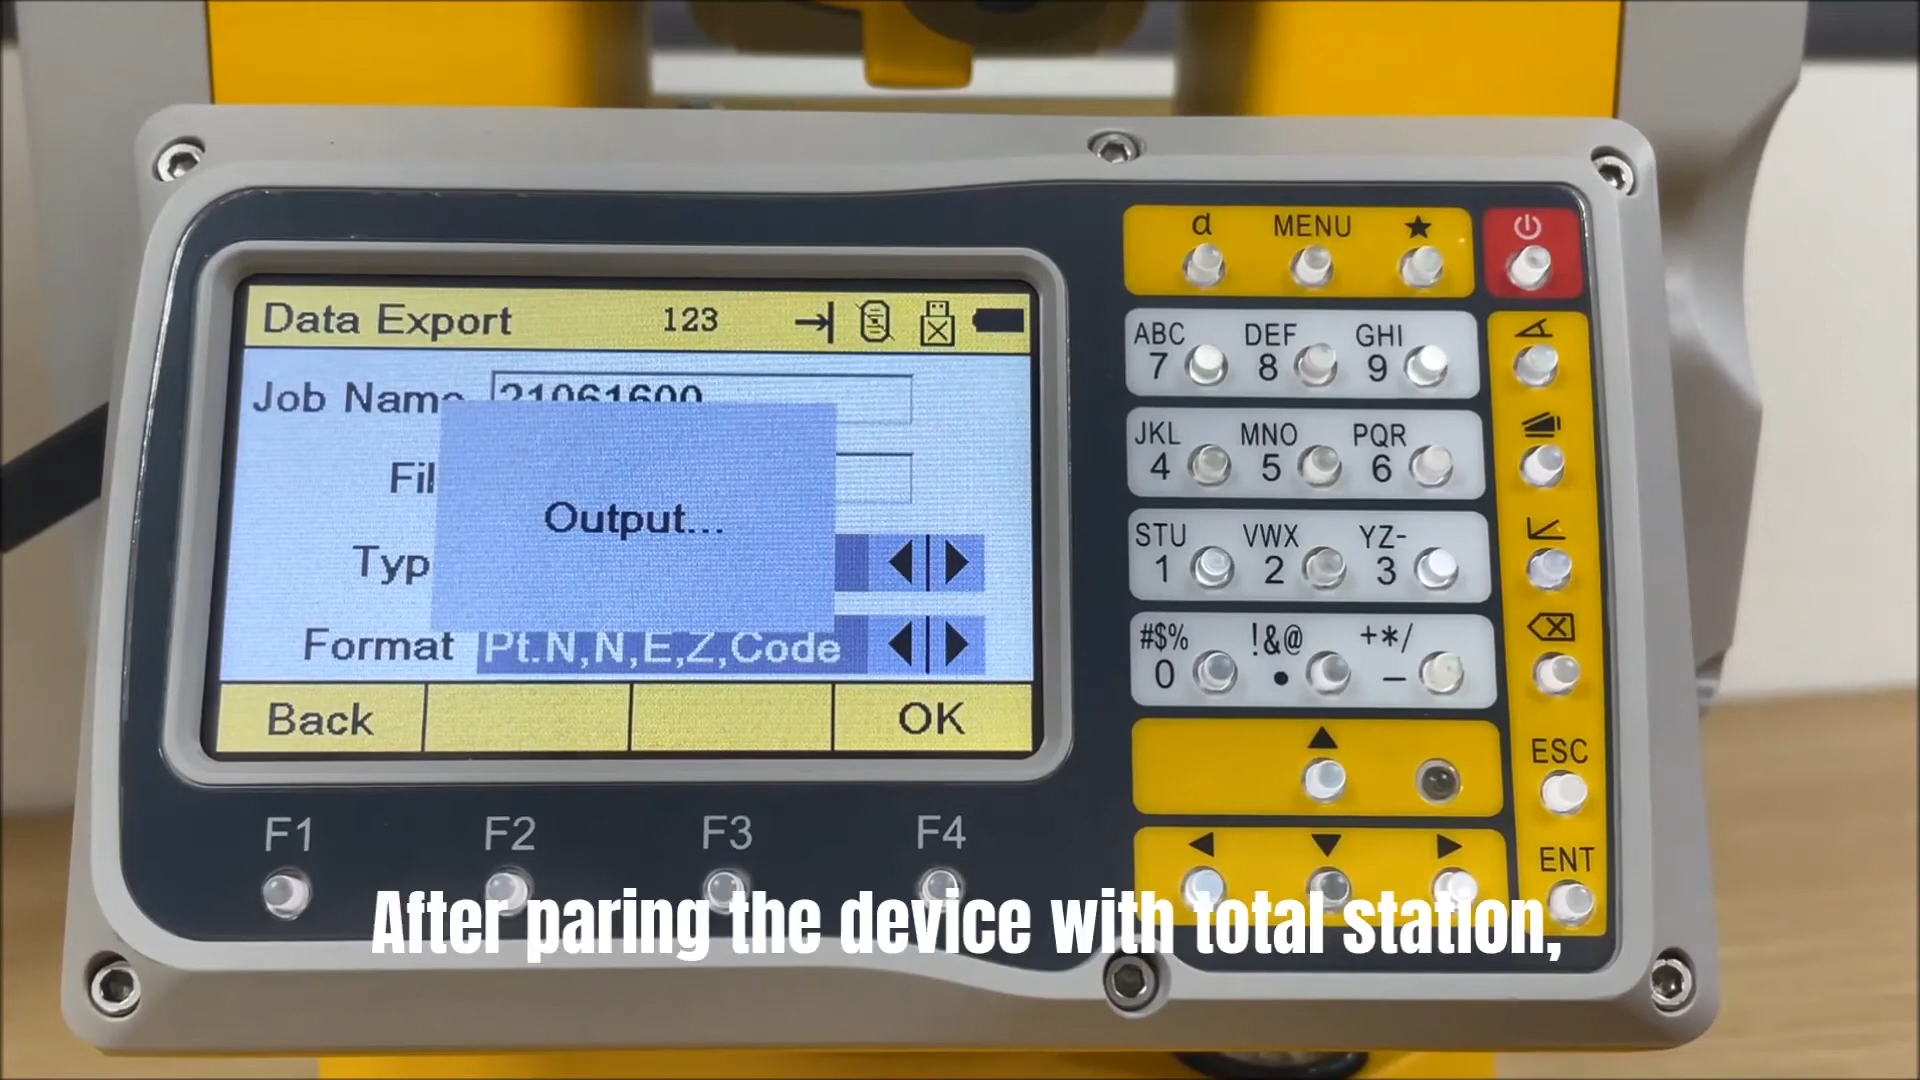 Data Export 123
Job Name 21061600
Fil
Output...
Typ
Format Pt.N,N,E,Z,Code
Back OK
F1 F2 F3 F4
α MENU ★
ABC DEF GHI
7 8 9
JKL MNO PQR
4 5 6
STU VWX YZ-
1 2 3
#$% !&@ +*/
0 • −
ESC
ENT
After paring the device with total station,